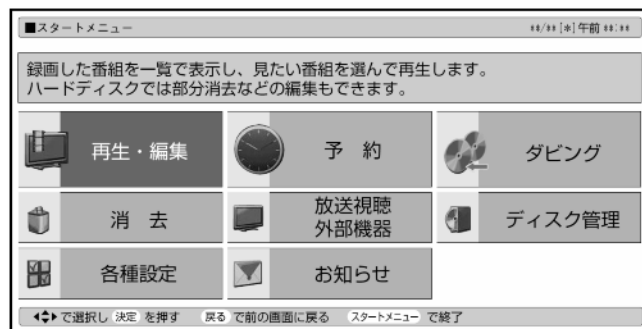 ■スタートメニュー
**/** [*] 午前 **:**
録画した番組を一覧で表示し、見たい番組を選んで再生します。
ハードディスクでは部分消去などの編集もできます。
再生・編集
予 約
ダビング
消 去
放送視聴
外部機器
ディスク管理
各種設定
お知らせ
で選択し 決定 を押す 戻る で前の画面に戻る スタートメニュー で終了